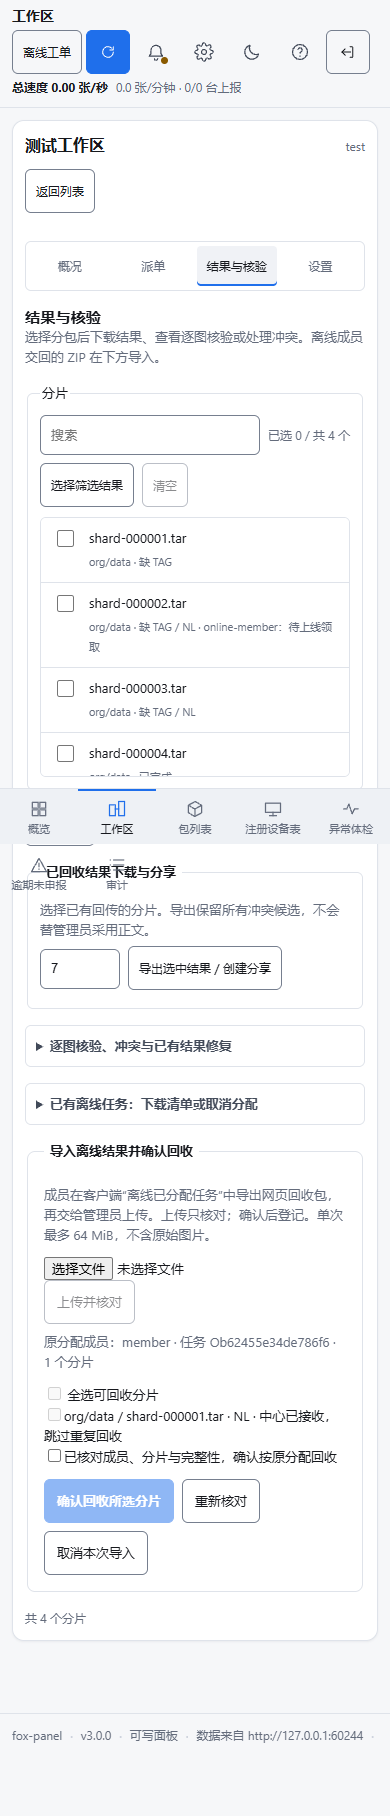 工作区
离线工单
总速度 0.00 张/秒 0.0 张/分钟 · 0/0 台上报
测试工作区 test
返回列表
概况 派单 结果与核验 设置
结果与核验
选择分包后下载结果、查看逐图核验或处理冲突。离线成员
交回的 ZIP 在下方导入。
分片
搜索 已选 0 / 共 4 个
选择筛选结果 清空
shard-000001.tar
org/data · 缺 TAG
shard-000002.tar
org/data · 缺 TAG / NL · online-member：待上线领
取
shard-000003.tar
org/data · 缺 TAG / NL
shard-000004.tar
org/data · 已完成
概览 工作区 包列表 注册设备表 异常体检
逾期未申报 审计
已回收结果下载与分享
选择已有回传的分片。导出保留所有冲突候选，不会
替管理员采用正文。
7 导出选中结果 / 创建分享
▶ 逐图核验、冲突与已有结果修复
▶ 已有离线任务：下载清单或取消分配
导入离线结果并确认回收
成员在客户端“离线已分配任务”中导出网页回收包，
再交给管理员上传。上传只核对；确认后登记。单次
最多 64 MiB，不含原始图片。
选择文件 未选择文件
上传并核对
原分配成员：member · 任务 Ob62455e34de786f6 ·
1 个分片
全选可回收分片
org/data / shard-000001.tar · NL · 中心已接收，
跳过重复回收
已核对成员、分片与完整性，确认按原分配回收
确认回收所选分片 重新核对
取消本次导入
共 4 个分片
fox-panel · v3.0.0 · 可写面板 · 数据来自 http://127.0.0.1:60244 ·